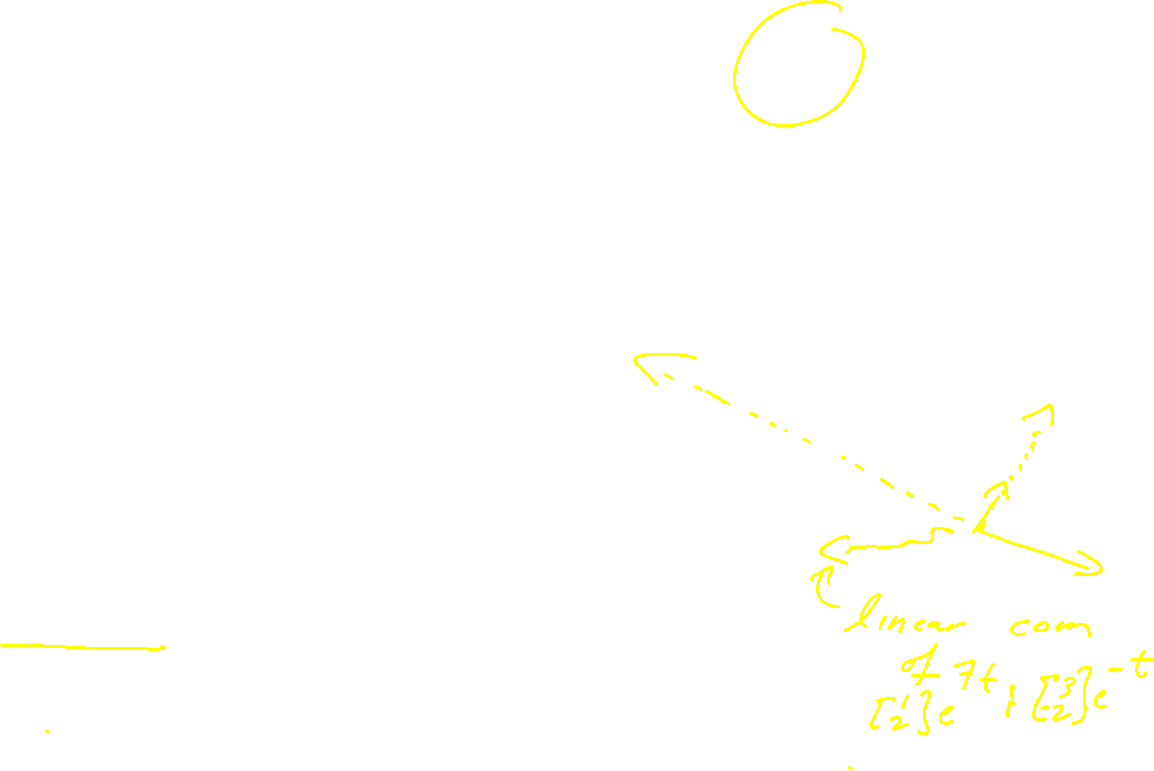 linear com
of
[1 2]e^7t + [3 -2]e^-t